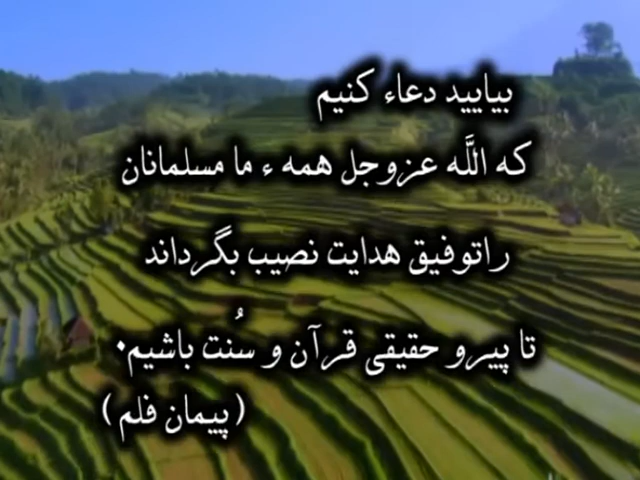 بیایید دعاء کنیم
که اللَّه عزوجل همه ء ما مسلمانان
راتوفیق هدایت نصیب بگرداند
تا پیرو حقیقی قرآن و سُنت باشیم.
(پیمان فلم)